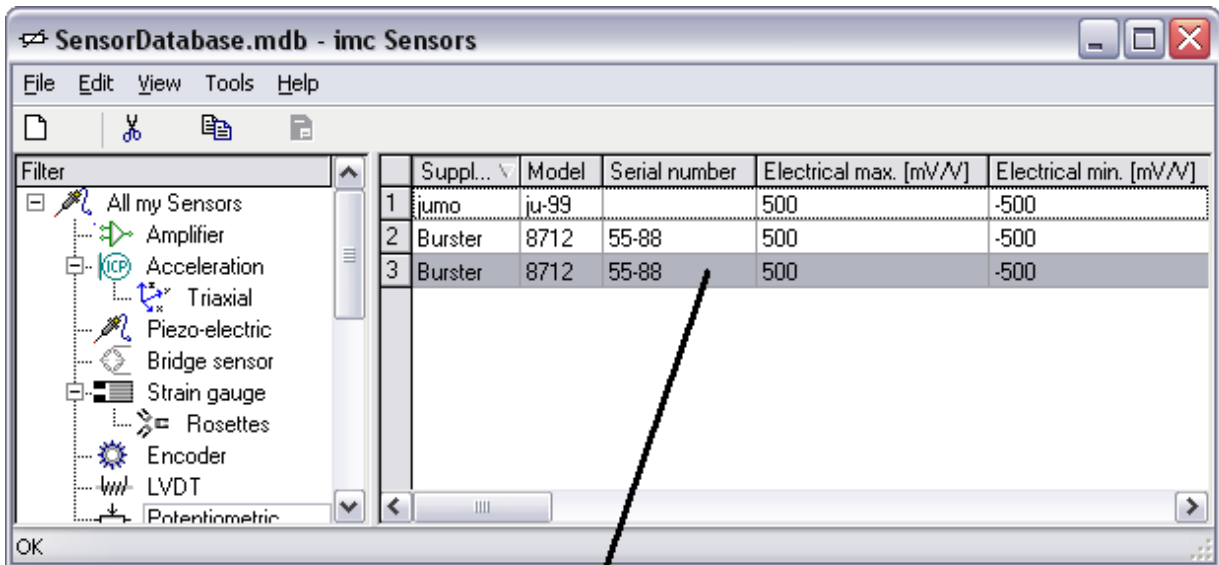 SensorDatabase.mdb - imc Sensors
File Edit View Tools Help
Filter
All my Sensors
Amplifier
ICP Acceleration
Triaxial
Piezo-electric
Bridge sensor
Strain gauge
Rosettes
Encoder
LVDT
Potentiometric
Suppl... Model Serial number Electrical max. [mV/V] Electrical min. [mV/V]
1 jumo ju-99 500 -500
2 Burster 8712 55-88 500 -500
3 Burster 8712 55-88 500 -500
OK